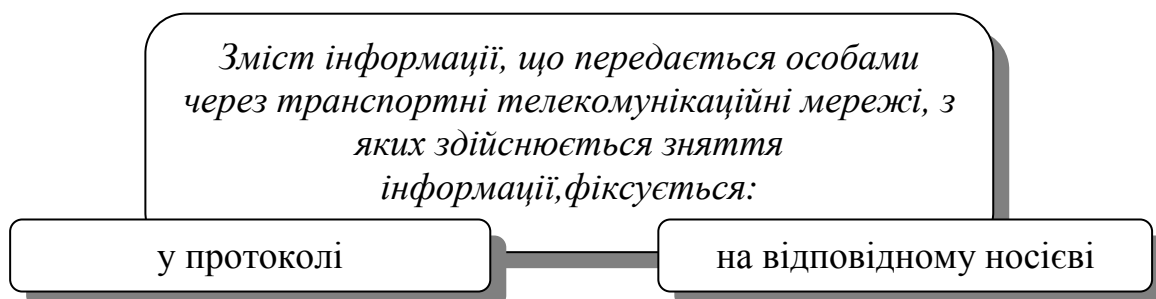 Зміст інформації, що передається особами
через транспортні телекомунікаційні мережі, з
яких здійснюється зняття
інформації,фіксується:
у протоколі
на відповідному носієві